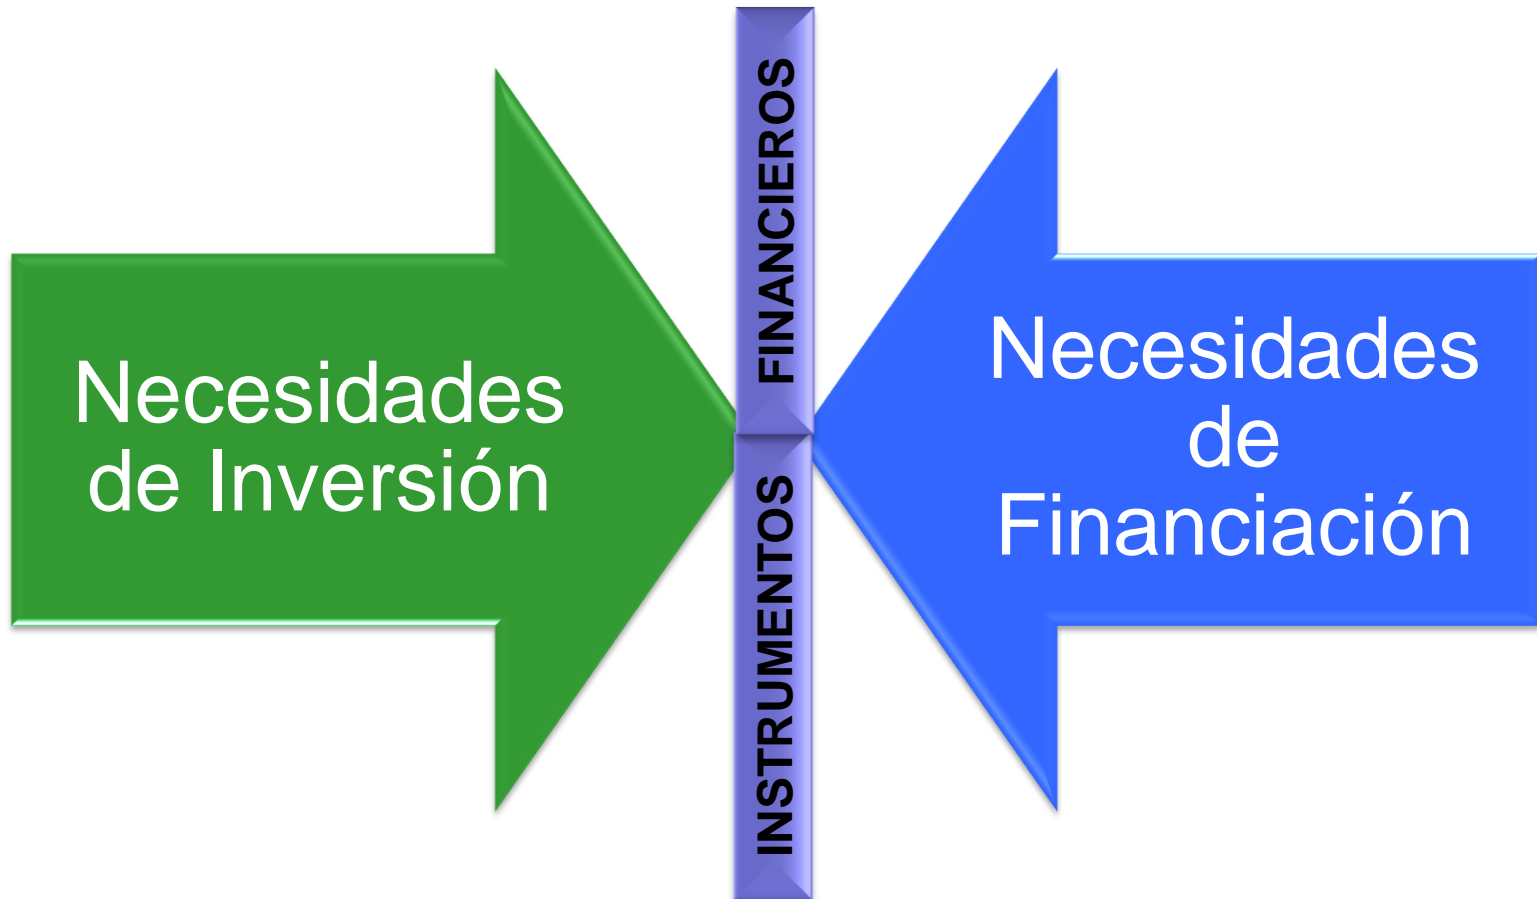 Necesidades
de Inversión
INSTRUMENTOS FINANCIEROS
Necesidades
de
Financiación